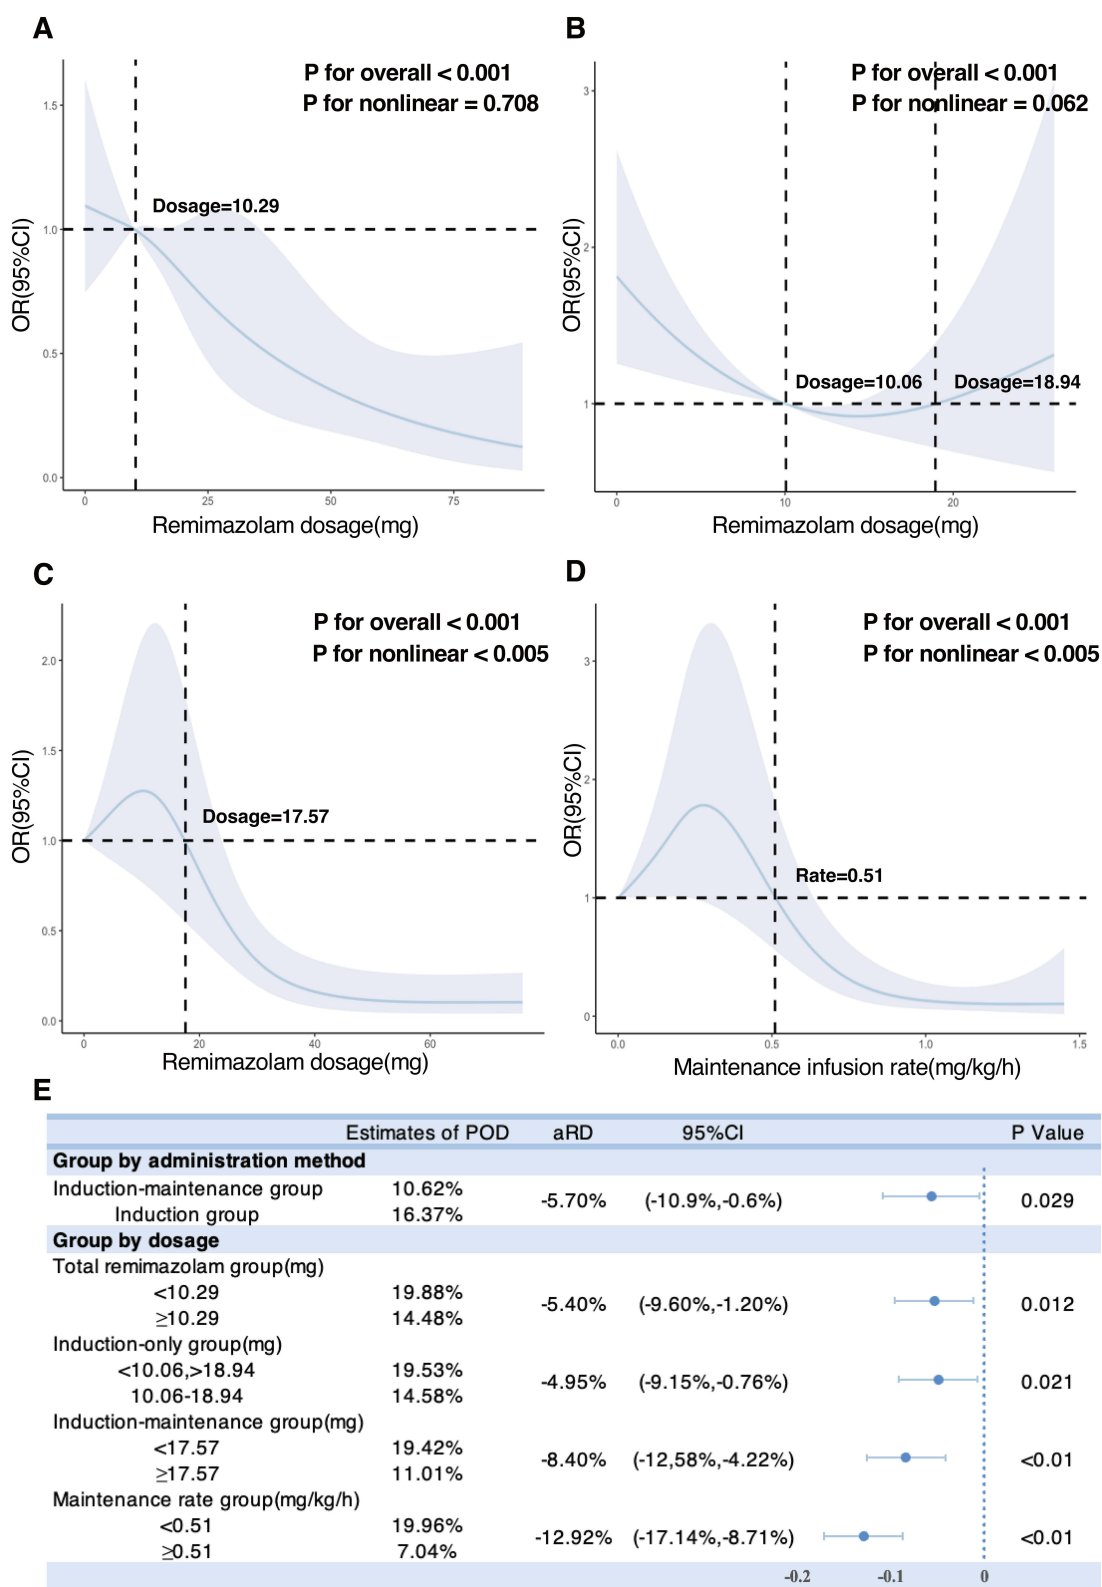 A
P for overall < 0.001
P for nonlinear = 0.708
1.5
1.0
0.5
0.0
Dosage=10.29
OR(95%CI)
0 25 50 75
Remimazolam dosage(mg)
B
P for overall < 0.001
P for nonlinear = 0.062
3
2
1
Dosage=10.06 Dosage=18.94
OR(95%CI)
0 10 20
Remimazolam dosage(mg)
C
P for overall < 0.001
P for nonlinear < 0.005
2.0
1.5
1.0
0.5
0.0
Dosage=17.57
OR(95%CI)
0 20 40 60
Remimazolam dosage(mg)
D
P for overall < 0.001
P for nonlinear < 0.005
3
2
1
0
Rate=0.51
OR(95%CI)
0.0 0.5 1.0 1.5
Maintenance infusion rate(mg/kg/h)
E
Estimates of POD aRD 95%CI P Value
Group by administration method
Induction-maintenance group 10.62%
-5.70% (-10.9%,-0.6%) 0.029
Induction group 16.37%
Group by dosage
Total remimazolam group(mg)
<10.29 19.88%
-5.40% (-9.60%,-1.20%) 0.012
≥10.29 14.48%
Induction-only group(mg)
<10.06,>18.94 19.53%
-4.95% (-9.15%,-0.76%) 0.021
10.06-18.94 14.58%
Induction-maintenance group(mg)
<17.57 19.42%
-8.40% (-12,58%,-4.22%) <0.01
≥17.57 11.01%
Maintenance rate group(mg/kg/h)
<0.51 19.96%
-12.92% (-17.14%,-8.71%) <0.01
≥0.51 7.04%
-0.2 -0.1 0